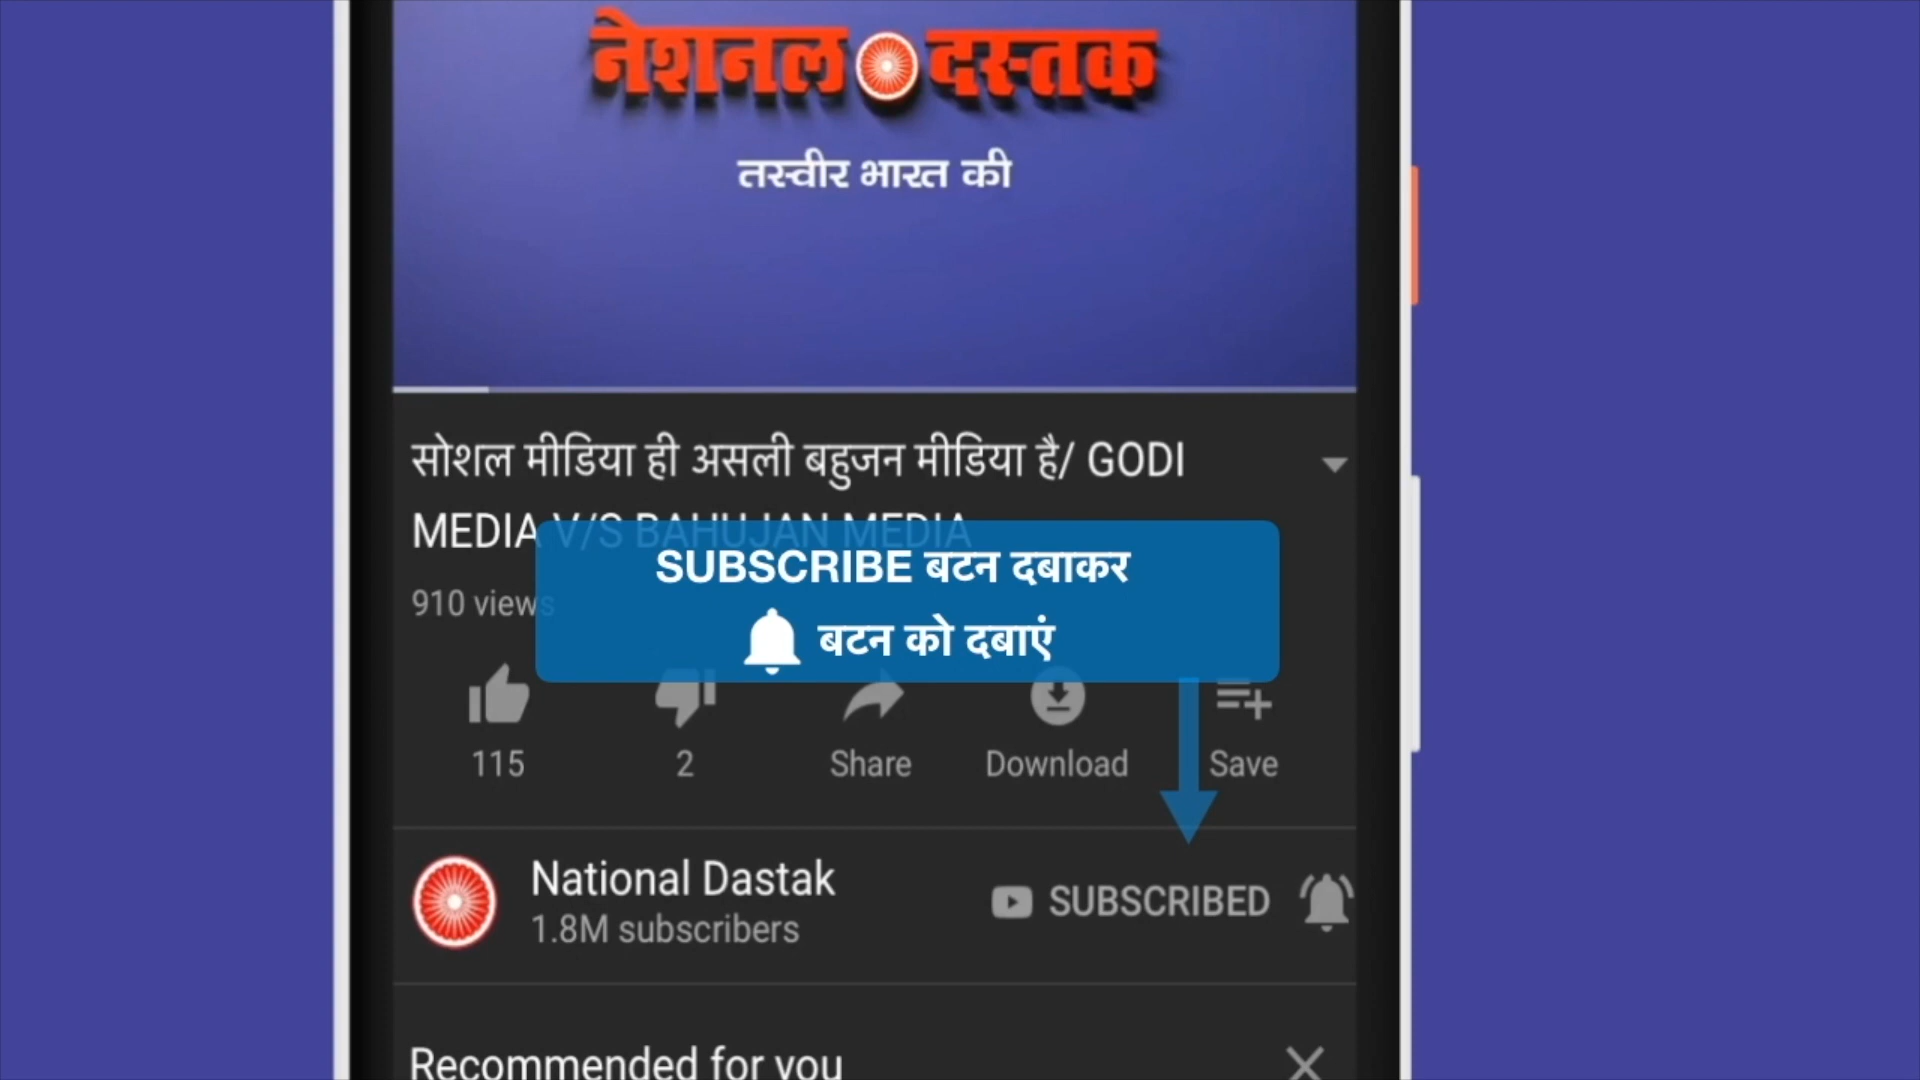 नेशनल दस्तक
तस्वीर भारत की
सोशल मीडिया ही असली बहुजन मीडिया है/ GODI
MEDIA V/S BAHUJAN MEDIA
SUBSCRIBE बटन दबाकर
बटन को दबाएं
910 views
115
2
Share
Download
Save
National Dastak
1.8M subscribers
SUBSCRIBED
Recommended for you